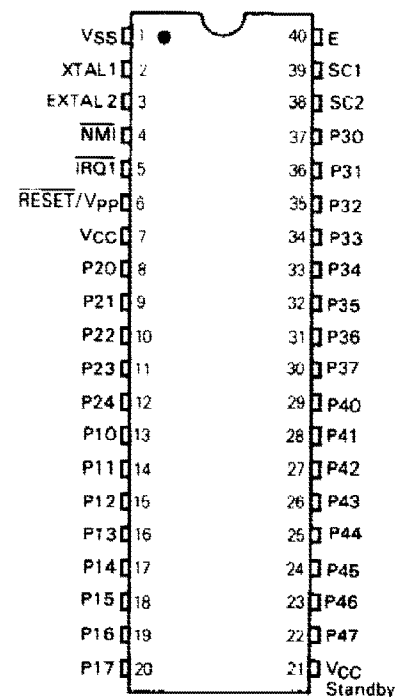 VSS 1 40 E
XTAL1 2 39 SC1
EXTAL2 3 38 SC2
NMI 4 37 P30
IRQ1 5 36 P31
RESET/VPP 6 35 P32
VCC 7 34 P33
P20 8 33 P34
P21 9 32 P35
P22 10 31 P36
P23 11 30 P37
P24 12 29 P40
P10 13 28 P41
P11 14 27 P42
P12 15 26 P43
P13 16 25 P44
P14 17 24 P45
P15 18 23 P46
P16 19 22 P47
P17 20 21 VCC
Standby